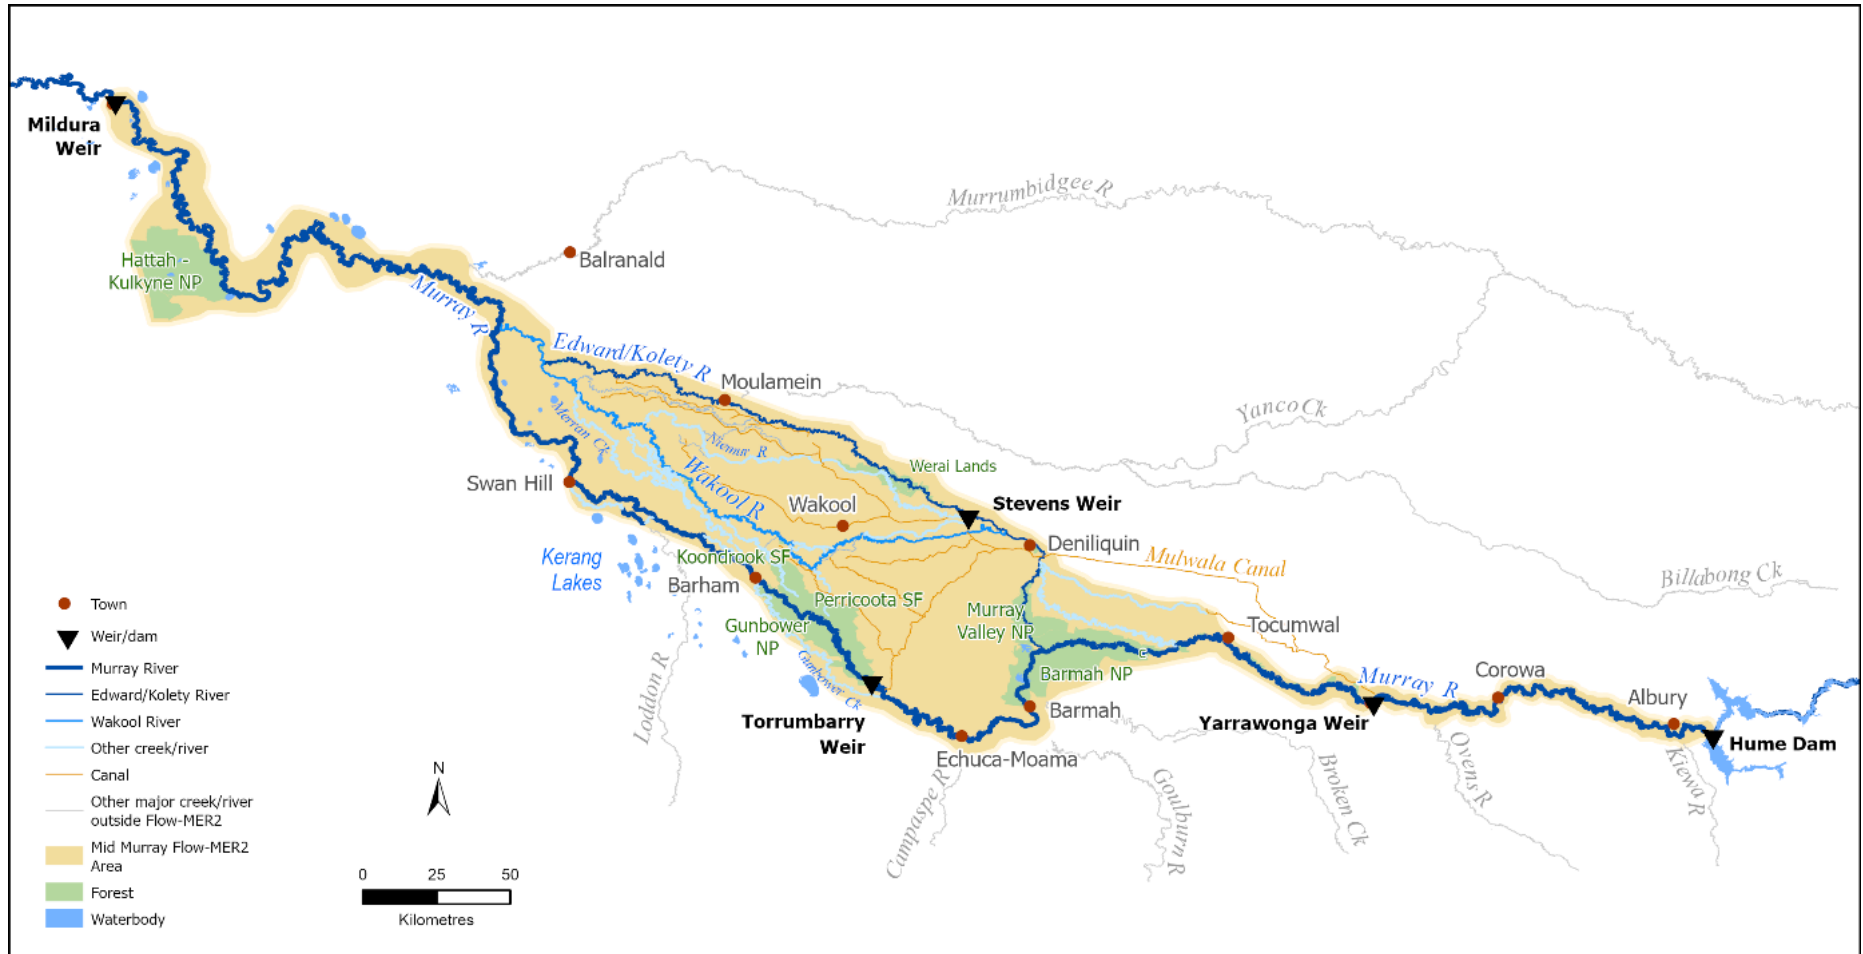 Mildura
Weir
Murrumbidgee R
Balranald
Hattah -
Kulkyne NP
Murray R
Edward/Kolety R
Moulamein
Yanco Ck
Merran Ck
Niemur R
Werai Lands
Swan Hill
Wakool R
Wakool
Stevens Weir
Deniliquin
Mulwala Canal
Kerang
Lakes
Koondrook SF
Barham
Perricoota SF
Billabong Ck
Gunbower
NP
Murray
Valley NP
Tocumwal
Barmah NP
Gunbower Ck
Loddon R
Murray R
Corowa
Albury
Torrumbarry
Weir
Barmah
Yarrawonga Weir
Hume Dam
Echuca-Moama
Campaspe R
Goulburn R
Broken Ck
Ovens R
Kiewa R
Town
Weir/dam
Murray River
Edward/Kolety River
Wakool River
Other creek/river
Canal
Other major creek/river
outside Flow-MER2
Mid Murray Flow-MER2
Area
Forest
Waterbody
N
0 25 50
Kilometres